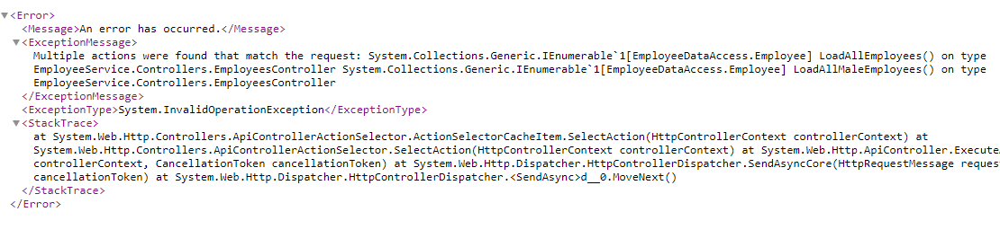 <Error>
<Message>An error has occurred.</Message>
<ExceptionMessage>
Multiple actions were found that match the request: System.Collections.Generic.IEnumerable`1[EmployeeDataAccess.Employee] LoadAllEmployees() on type
EmployeeService.Controllers.EmployeesController System.Collections.Generic.IEnumerable`1[EmployeeDataAccess.Employee] LoadAllMaleEmployees() on type
EmployeeService.Controllers.EmployeesController
</ExceptionMessage>
<ExceptionType>System.InvalidOperationException</ExceptionType>
<StackTrace>
at System.Web.Http.Controllers.ApiControllerActionSelector.ActionSelectorCacheItem.SelectAction(HttpControllerContext controllerContext) at
System.Web.Http.Controllers.ApiControllerActionSelector.SelectAction(HttpControllerContext controllerContext) at System.Web.Http.ApiController.Execute
controllerContext, CancellationToken cancellationToken) at System.Web.Http.Dispatcher.HttpControllerDispatcher.SendAsyncCore(HttpRequestMessage reques
cancellationToken) at System.Web.Http.Dispatcher.HttpControllerDispatcher.<SendAsync>d__0.MoveNext()
</StackTrace>
</Error>